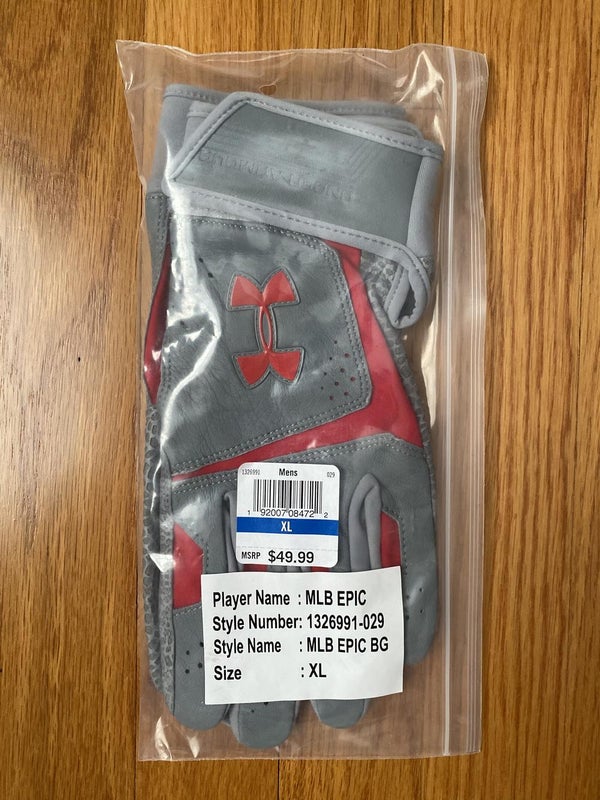 1326991 Mens 029
1 92007 08472 2
XL
MSRP $49.99
Player Name : MLB EPIC
Style Number: 1326991-029
Style Name : MLB EPIC BG
Size : XL